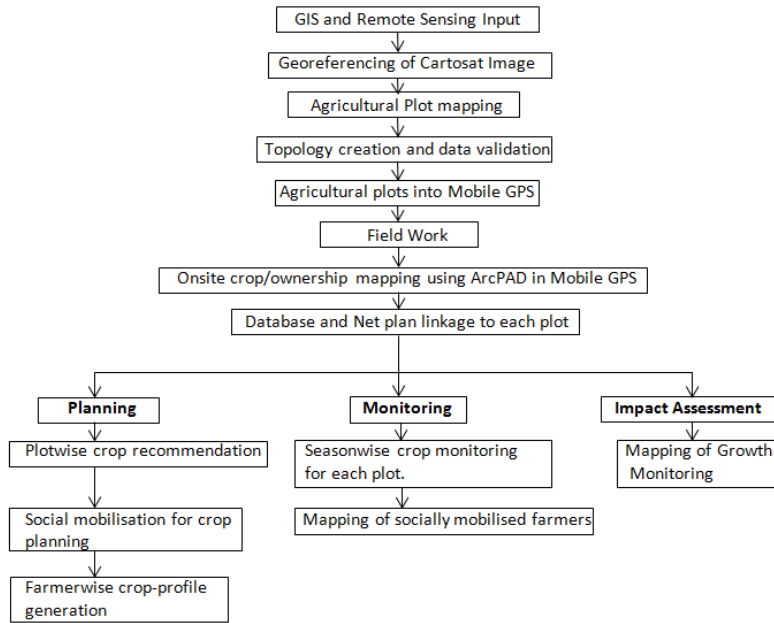 GIS and Remote Sensing Input
Georeferencing of Cartosat Image
Agricultural Plot mapping
Topology creation and data validation
Agricultural plots into Mobile GPS
Field Work
Onsite crop/ownership mapping using ArcPAD in Mobile GPS
Database and Net plan linkage to each plot
Planning
Plotwise crop recommendation
Social mobilisation for crop
planning
Farmerwise crop-profile
generation
Monitoring
Seasonwise crop monitoring
for each plot.
Mapping of socially mobilised farmers
Impact Assessment
Mapping of Growth
Monitoring